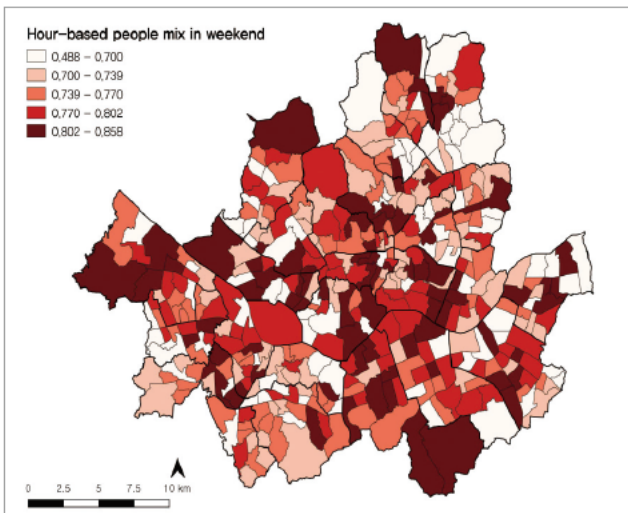 Hour-based people mix in weekend
0,488 - 0,700
0,700 - 0,739
0,739 - 0,770
0,770 - 0,802
0,802 - 0,858
0 2,5 5 7,5 10 km